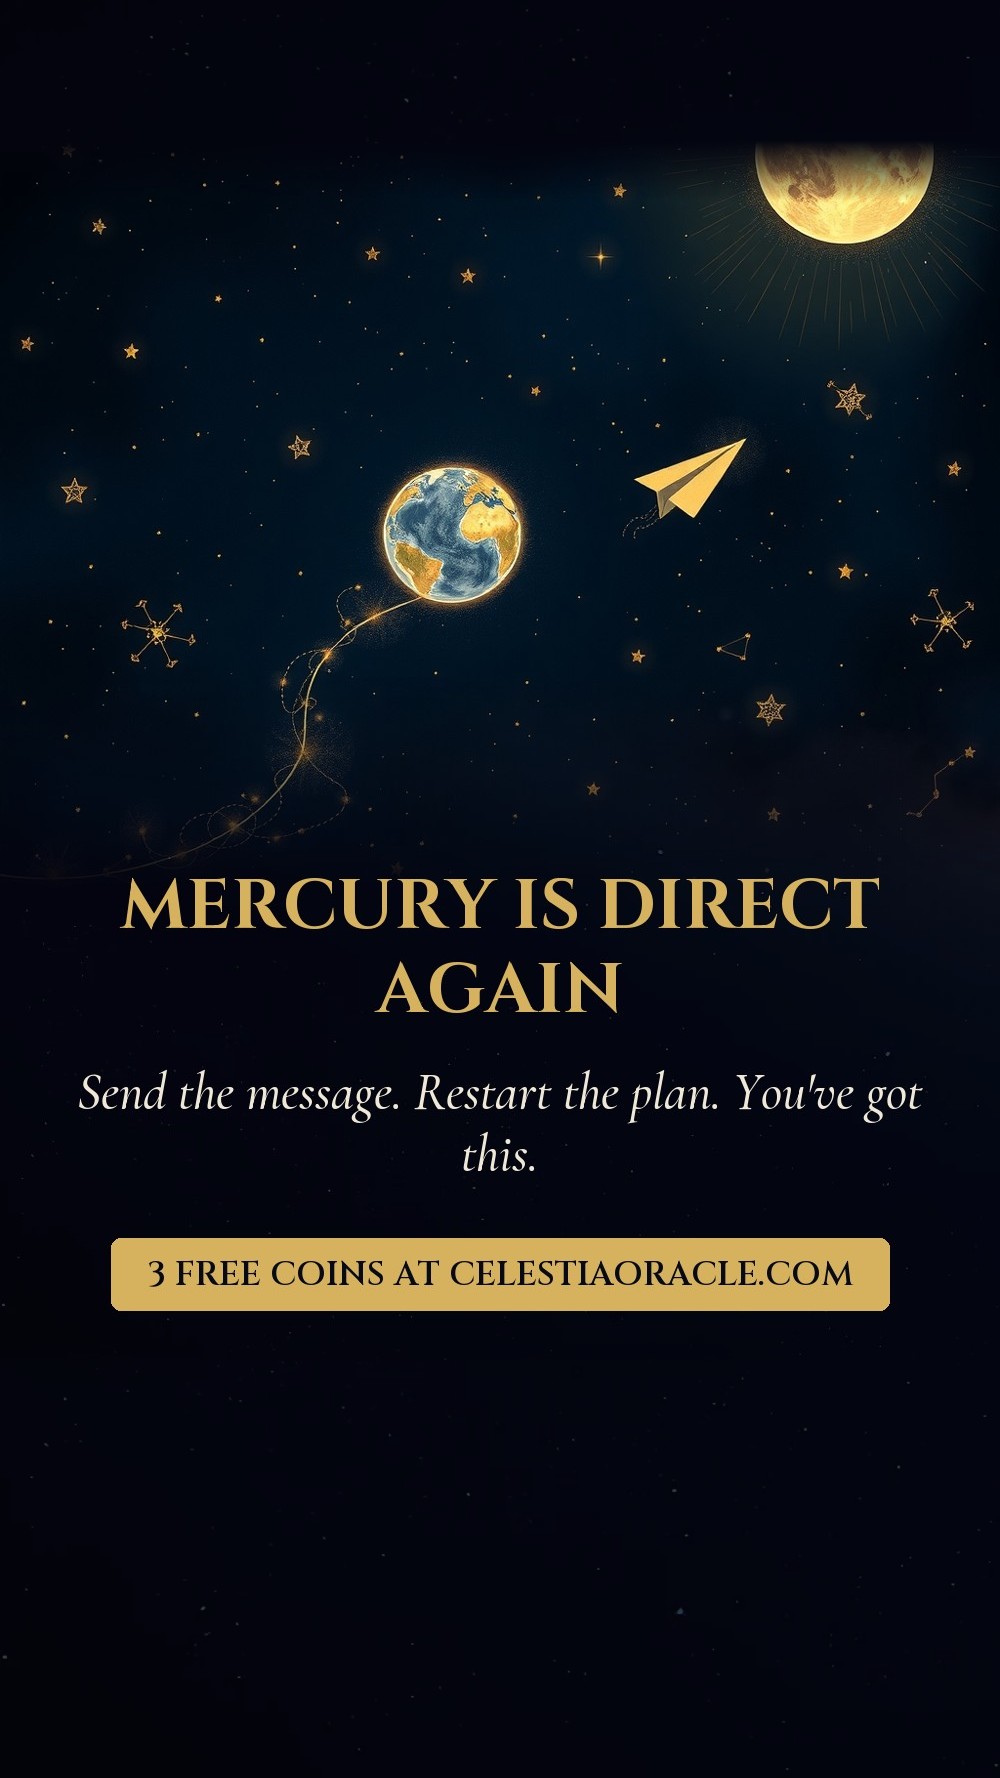 MERCURY IS DIRECT
AGAIN
Send the message. Restart the plan. You've got
this.
3 FREE COINS AT CELESTIAORACLE.COM